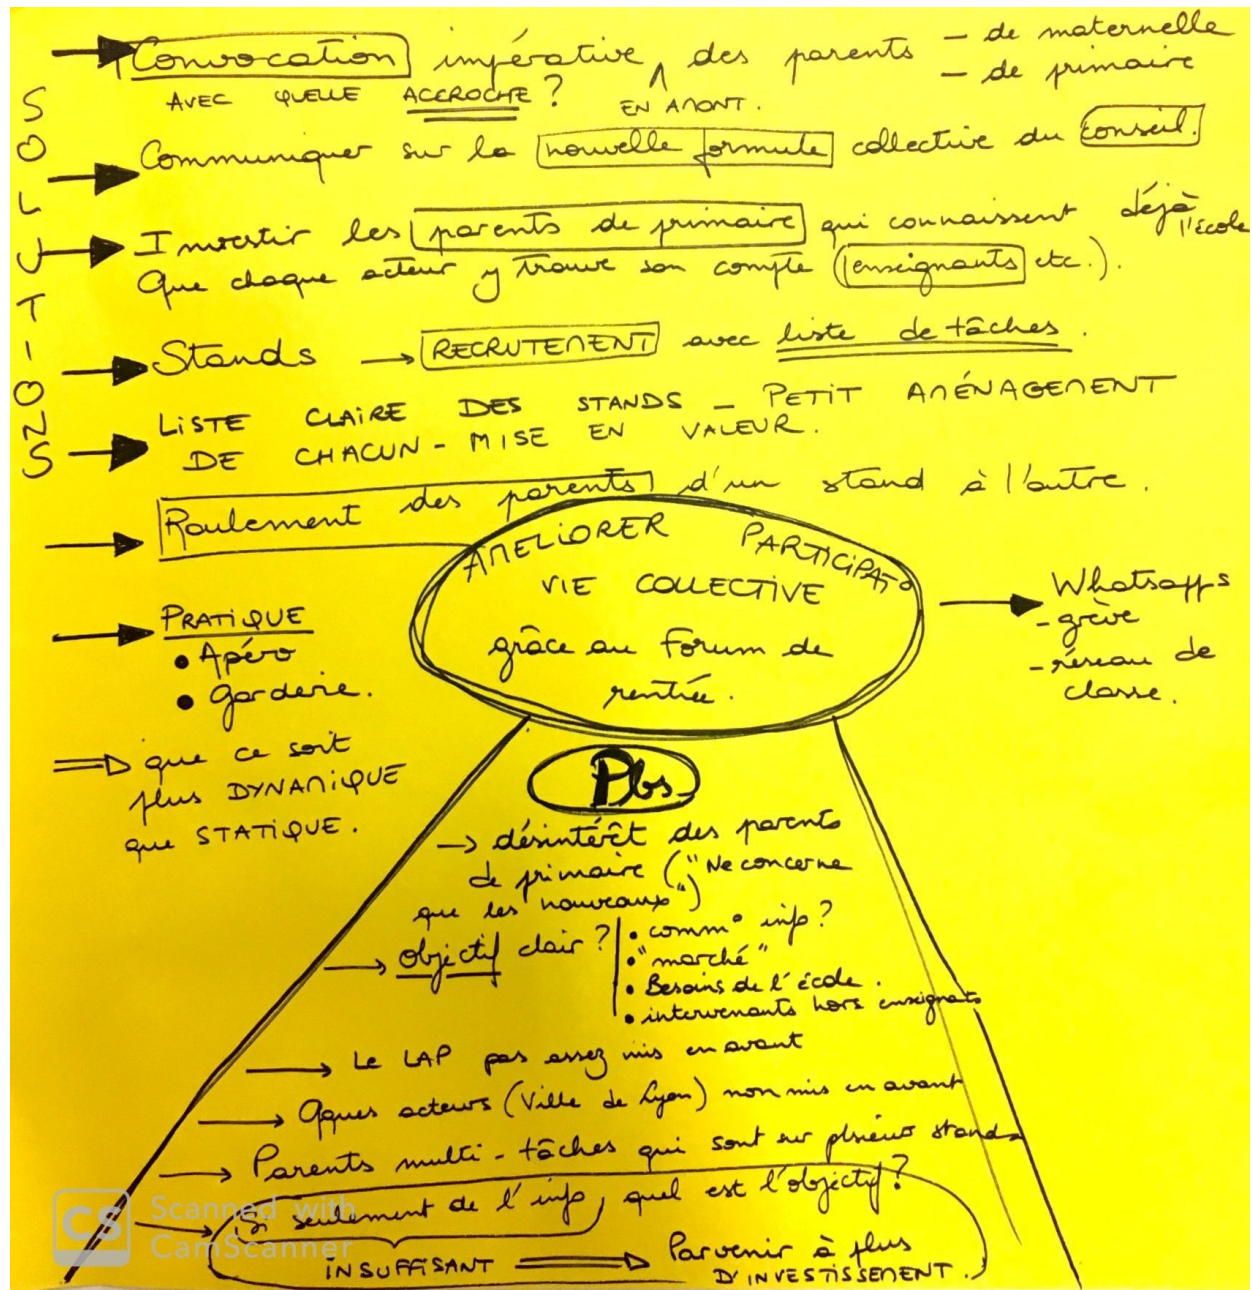 SOLUTIONS
Convocation impérative des parents - de maternelle
- de primaire
AVEC QUELLE ACCROCHE ? EN AMONT.
Communiquer sur la nouvelle formule collective du conseil.
Investir les parents de primaire qui connaissent déjà l'école
Que chaque acteur y trouve son compte (enseignants etc.).
Stands → RECRUTEMENT avec liste de tâches.
LISTE CLAIRE DES STANDS - PETIT AMÉNAGEMENT
DE CHACUN - MISE EN VALEUR.
Roulement des parents d'un stand à l'autre.
AMELIORER PARTICIPAT°
VIE COLLECTIVE
grâce au Forum de
rentrée.
Whatsapps
- grève
- réseau de
classe.
PRATIQUE
• Apéro
• Garderie.
⇒ que ce soit
plus DYNAMIQUE
que STATIQUE.
Pbs
→ désintérêt des parents
de primaire ("Ne concerne
que les nouveaux")
→ objectif clair ?
• comm° info ?
• "marché"
• Besoins de l'école.
• intervenants hors enseignats
→ Le LAP pas assez mis en avant
→ Qques acteurs (Ville de Lyon) non mis en avant
→ Parents multi-tâches qui sont sur plsieurs stands
→ Si seulement de l'info, quel est l'objectif ?
INSUFFISANT ⇒ Parvenir à plus
D'INVESTISSEMENT.
CS Scanned with
CamScanner